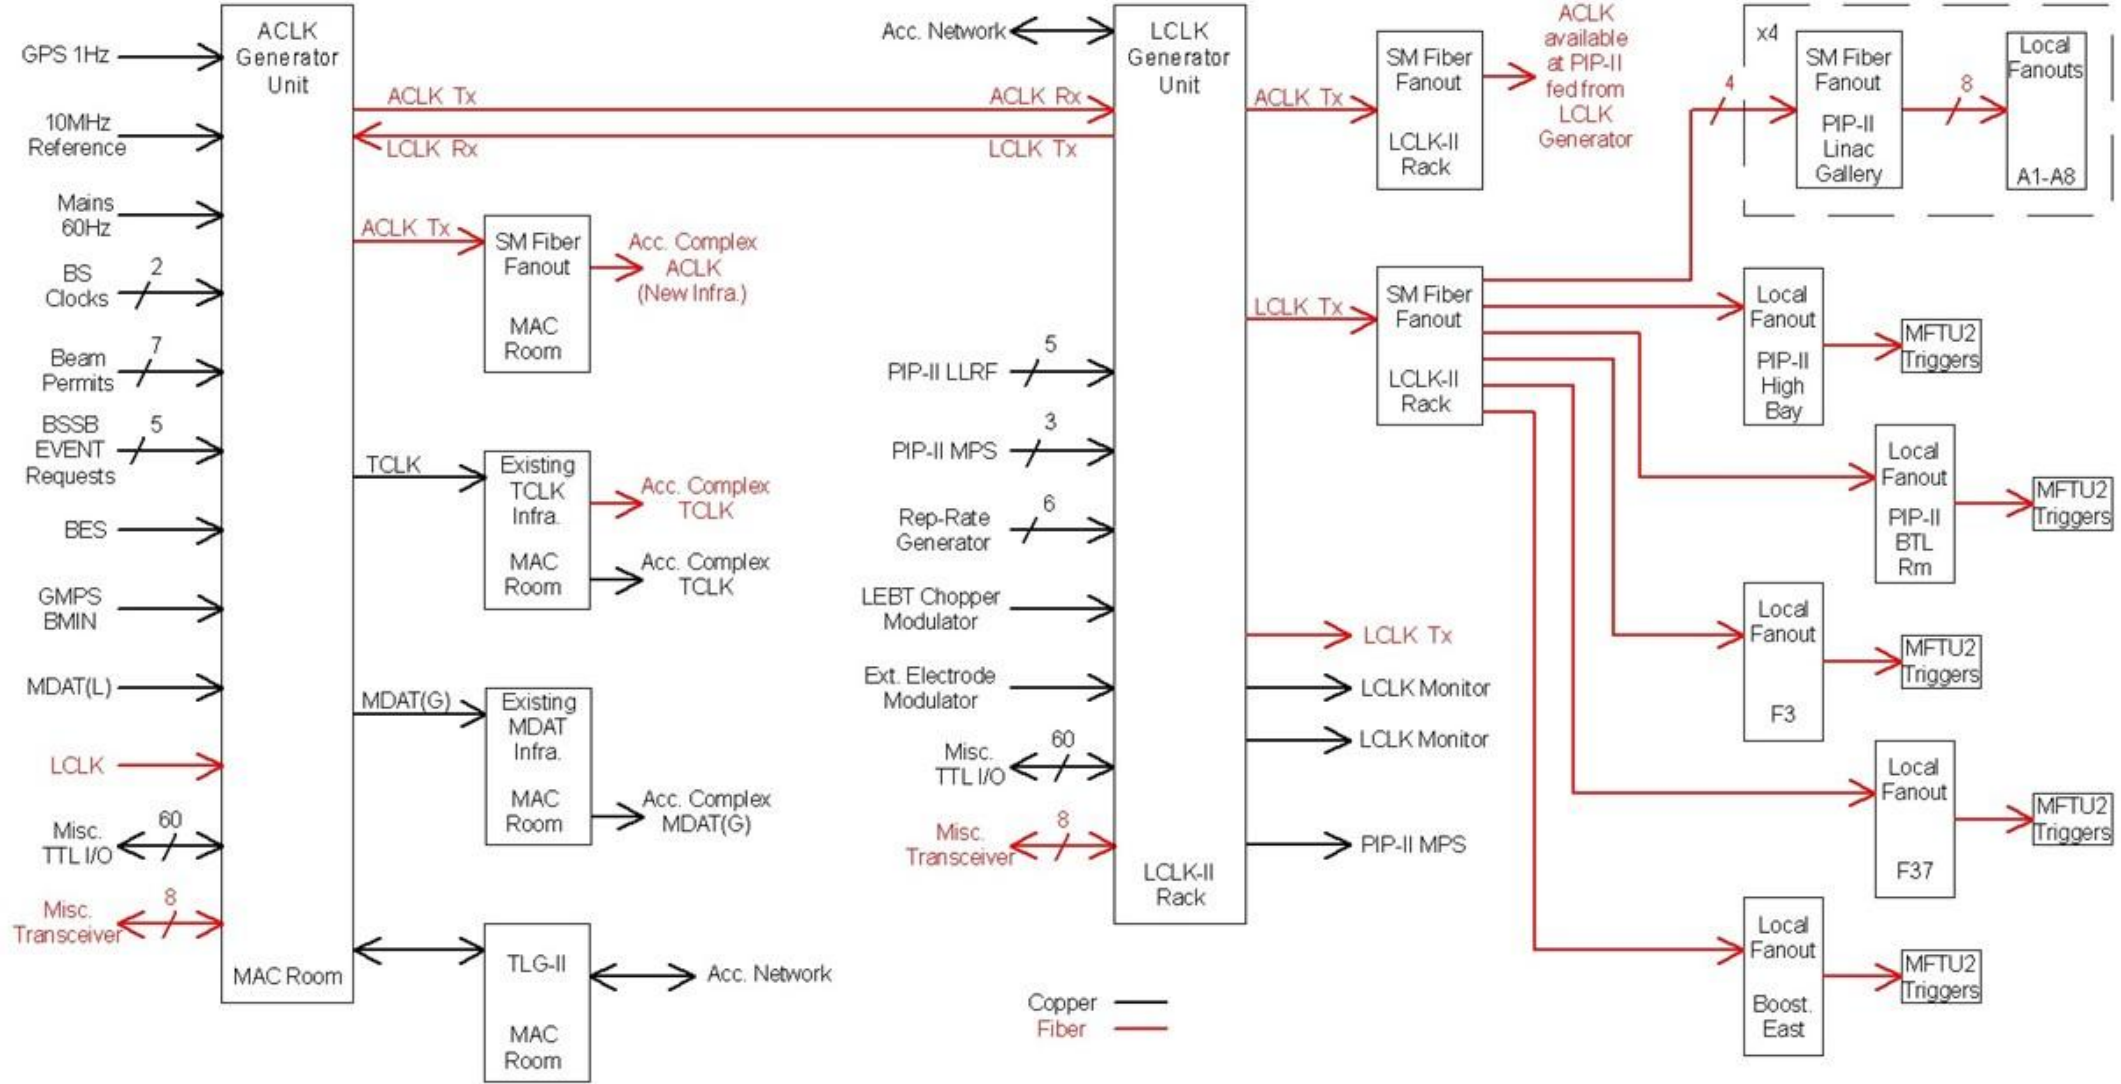 ACLK
Generator
Unit
MAC Room
GPS 1Hz
10MHz
Reference
Mains
60Hz
BS
Clocks
2
Beam
Permits
7
BSSB
EVENT
Requests
5
BES
GMPS
BMIN
MDAT(L)
LCLK
Misc.
TTL I/O
60
Misc.
Transceiver
8
ACLK Tx
ACLK Rx
LCLK Rx
LCLK Tx
ACLK Tx
SM Fiber
Fanout
MAC
Room
Acc. Complex
ACLK
(New Infra.)
TCLK
Existing
TCLK
Infra.
MAC
Room
Acc. Complex
TCLK
Acc. Complex
TCLK
MDAT(G)
Existing
MDAT
Infra.
MAC
Room
Acc. Complex
MDAT(G)
TLG-II
MAC
Room
Acc. Network
Acc. Network
LCLK
Generator
Unit
LCLK-II
Rack
PIP-II LLRF
5
PIP-II MPS
3
Rep-Rate
Generator
6
LEBT Chopper
Modulator
Ext. Electrode
Modulator
Misc.
TTL I/O
60
Misc.
Transceiver
8
Copper
Fiber
ACLK Tx
SM Fiber
Fanout
LCLK-II
Rack
ACLK
available
at PIP-II
fed from
LCLK
Generator
LCLK Tx
SM Fiber
Fanout
LCLK-II
Rack
LCLK Tx
LCLK Monitor
LCLK Monitor
PIP-II MPS
x4
4
SM Fiber
Fanout
PIP-II
Linac
Gallery
8
Local
Fanouts
A1-A8
Local
Fanout
PIP-II
High
Bay
MFTU2
Triggers
Local
Fanout
PIP-II
BTL
Rm
MFTU2
Triggers
Local
Fanout
F3
MFTU2
Triggers
Local
Fanout
F37
MFTU2
Triggers
Local
Fanout
Boost.
East
MFTU2
Triggers